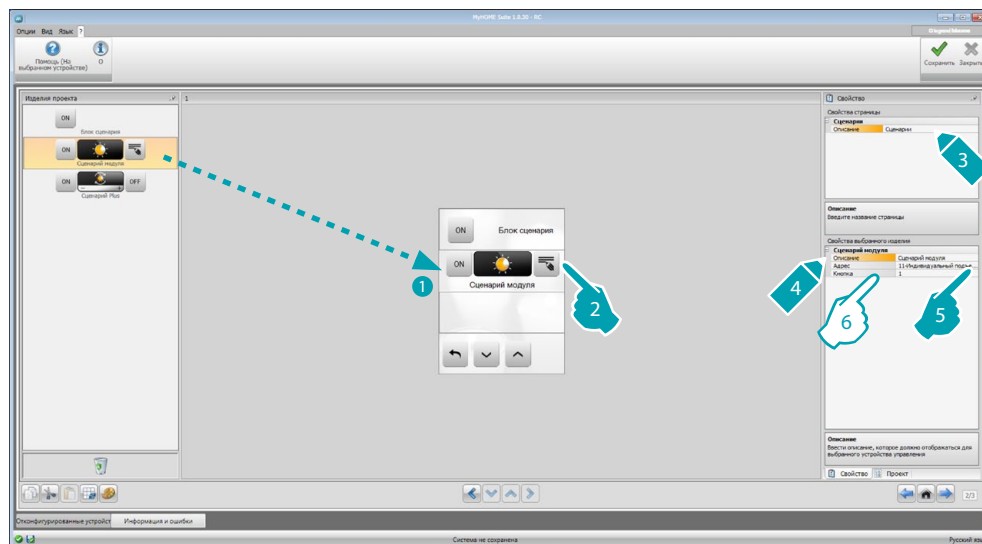 MyHOME Suite 1.0.30 - RC
Опции Вид Язык ?
Помощь (На
выбранном устройстве)
О
Сохранить Закрыть
Изделия проекта
1
Свойство
ON
Блок сценария
ON
Сценарий модуля
ON
OFF
Сценарий Plus
Свойства страницы
Сценарии
Описание Сценарии
3
Описание
Введите название страницы
Свойства выбранного изделия
Сценарий модуля
Описание Сценарий модуля
Адрес
Кнопка 1
4
5
6
ON Блок сценария
ON
1
Сценарий модуля
2
Описание
Ввести описание, которое должно отображаться для
выбранного устройства управления
Свойство Проект
2/3
Отконфигурированные устройст Информация и ошибки
Система не сохранена
Русский язы